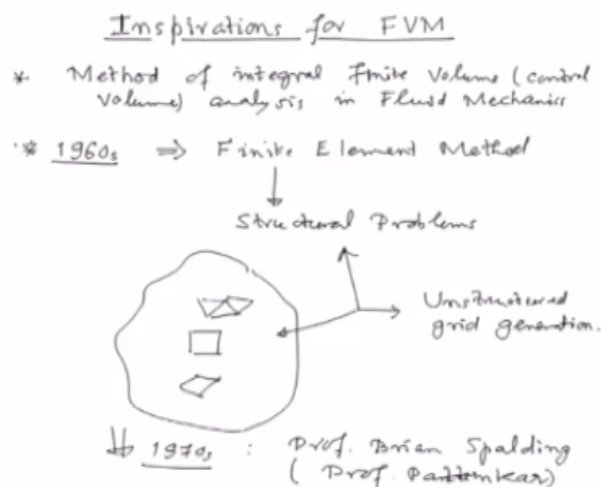 Inspirations for FVM
* Method of integral Finite Volume (control
Volume) analysis in Fluid Mechanics
* 1960s ⇒ Finite Element Method
Structural Problems
Unstructured
grid generation.
1970s : Prof. Brian Spalding
( Prof. Patankar)